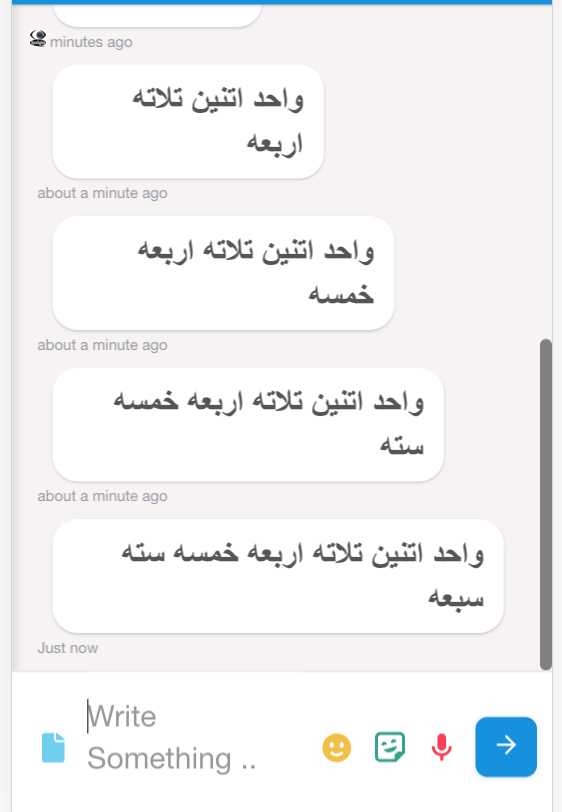 minutes ago
واحد اتنين تلاته
اربعه
about a minute ago
واحد اتنين تلاته اربعه
خمسه
about a minute ago
واحد اتنين تلاته اربعه خمسه
سته
about a minute ago
واحد اتنين تلاته اربعه خمسه سته
سبعه
Just now
Write
Something ..